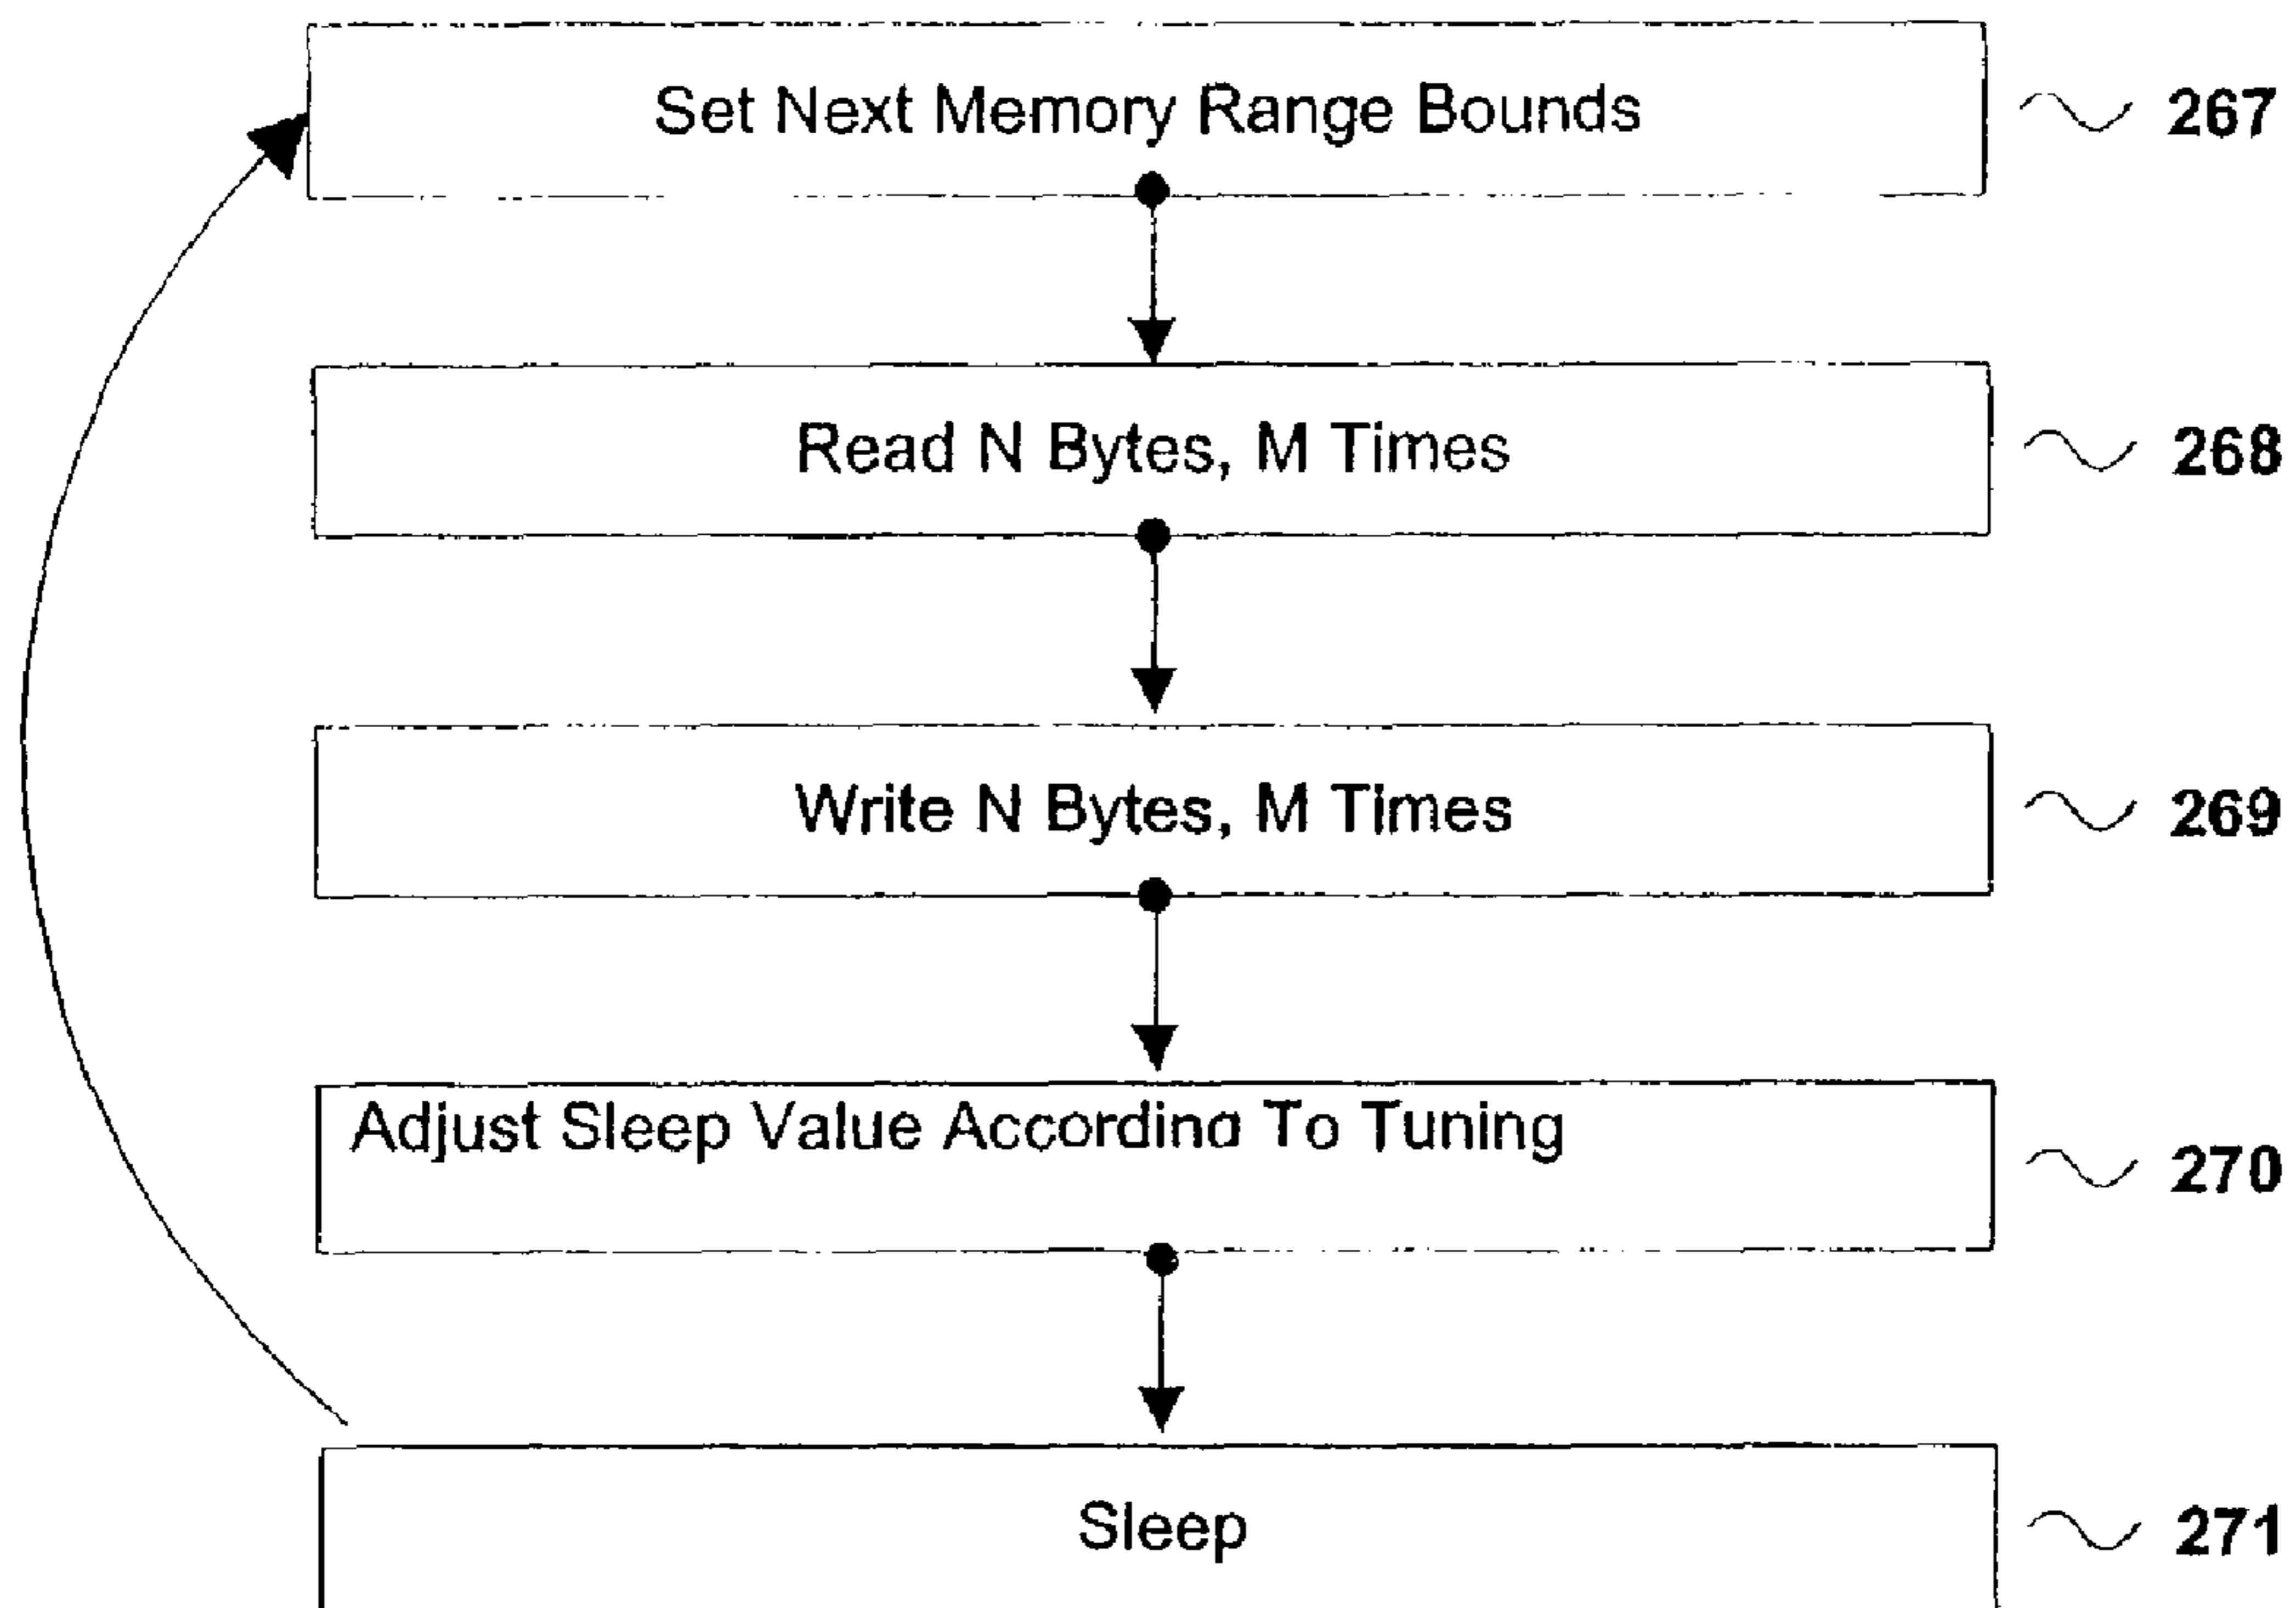 Set Next Memory Range Bounds 267
Read N Bytes, M Times 268
Write N Bytes, M Times 269
Adjust Sleep Value According To Tuning 270
Sleep 271